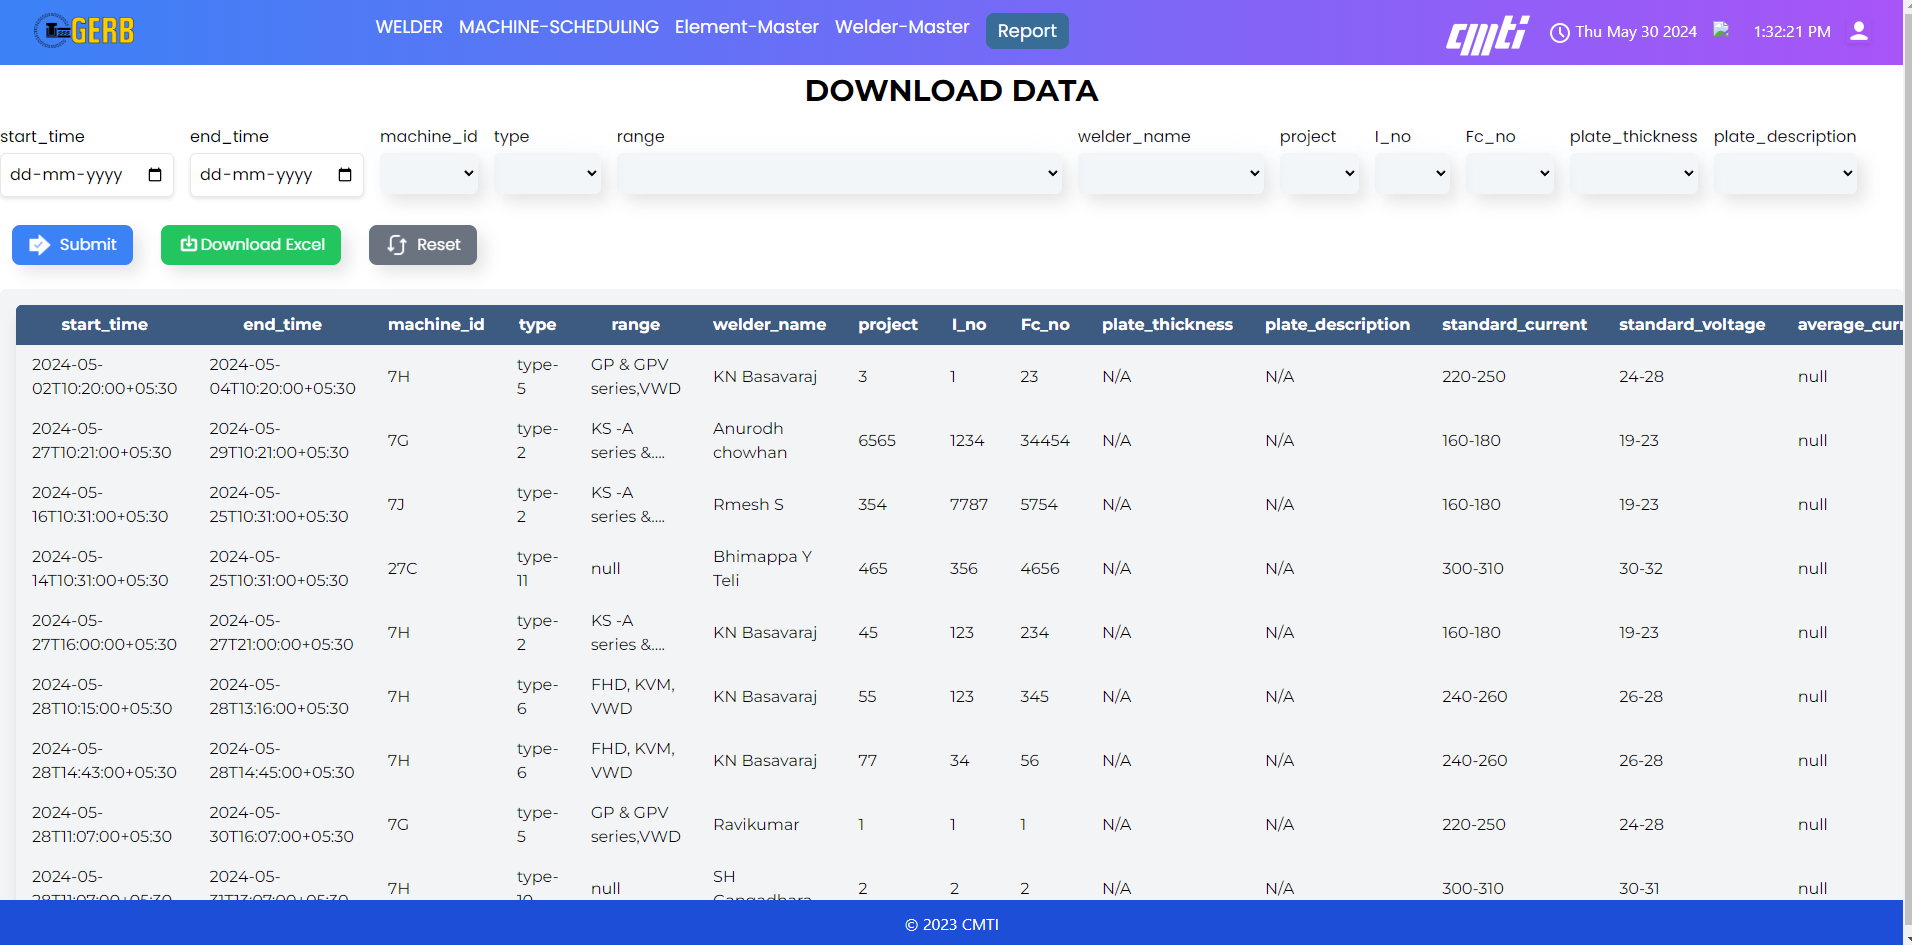 GERB WELDER MACHINE-SCHEDULING Element-Master Welder-Master Report cmti Thu May 30 2024 1:32:21 PM
DOWNLOAD DATA
start_time end_time machine_id type range welder_name project I_no Fc_no plate_thickness plate_description
dd-mm-yyyy dd-mm-yyyy
Submit Download Excel Reset
start_time end_time machine_id type range welder_name project I_no Fc_no plate_thickness plate_description standard_current standard_voltage average_curr
2024-05- 2024-05- type- GP & GPV
7H KN Basavaraj 3 1 23 N/A N/A 220-250 24-28 null
02T10:20:00+05:30 04T10:20:00+05:30 5 series,VWD
2024-05- 2024-05- type- KS -A Anurodh
7G 6565 1234 34454 N/A N/A 160-180 19-23 null
27T10:21:00+05:30 29T10:21:00+05:30 2 series &.... chowhan
2024-05- 2024-05- type- KS -A
7J Rmesh S 354 7787 5754 N/A N/A 160-180 19-23 null
16T10:31:00+05:30 25T10:31:00+05:30 2 series &....
2024-05- 2024-05- type- Bhimappa Y
27C null 465 356 4656 N/A N/A 300-310 30-32 null
14T10:31:00+05:30 25T10:31:00+05:30 11 Teli
2024-05- 2024-05- type- KS -A
7H KN Basavaraj 45 123 234 N/A N/A 160-180 19-23 null
27T16:00:00+05:30 27T21:00:00+05:30 2 series &....
2024-05- 2024-05- type- FHD, KVM,
7H KN Basavaraj 55 123 345 N/A N/A 240-260 26-28 null
28T10:15:00+05:30 28T13:16:00+05:30 6 VWD
2024-05- 2024-05- type- FHD, KVM,
7H KN Basavaraj 77 34 56 N/A N/A 240-260 26-28 null
28T14:43:00+05:30 28T14:45:00+05:30 6 VWD
2024-05- 2024-05- type- GP & GPV
7G Ravikumar 1 1 1 N/A N/A 220-250 24-28 null
28T11:07:00+05:30 30T16:07:00+05:30 5 series,VWD
2024-05- 2024-05- type- SH
7H null 2 2 2 N/A N/A 300-310 30-31 null
28T11:07:00+05:30 31T13:07:00+05:30 10 Gangadhara
© 2023 CMTI